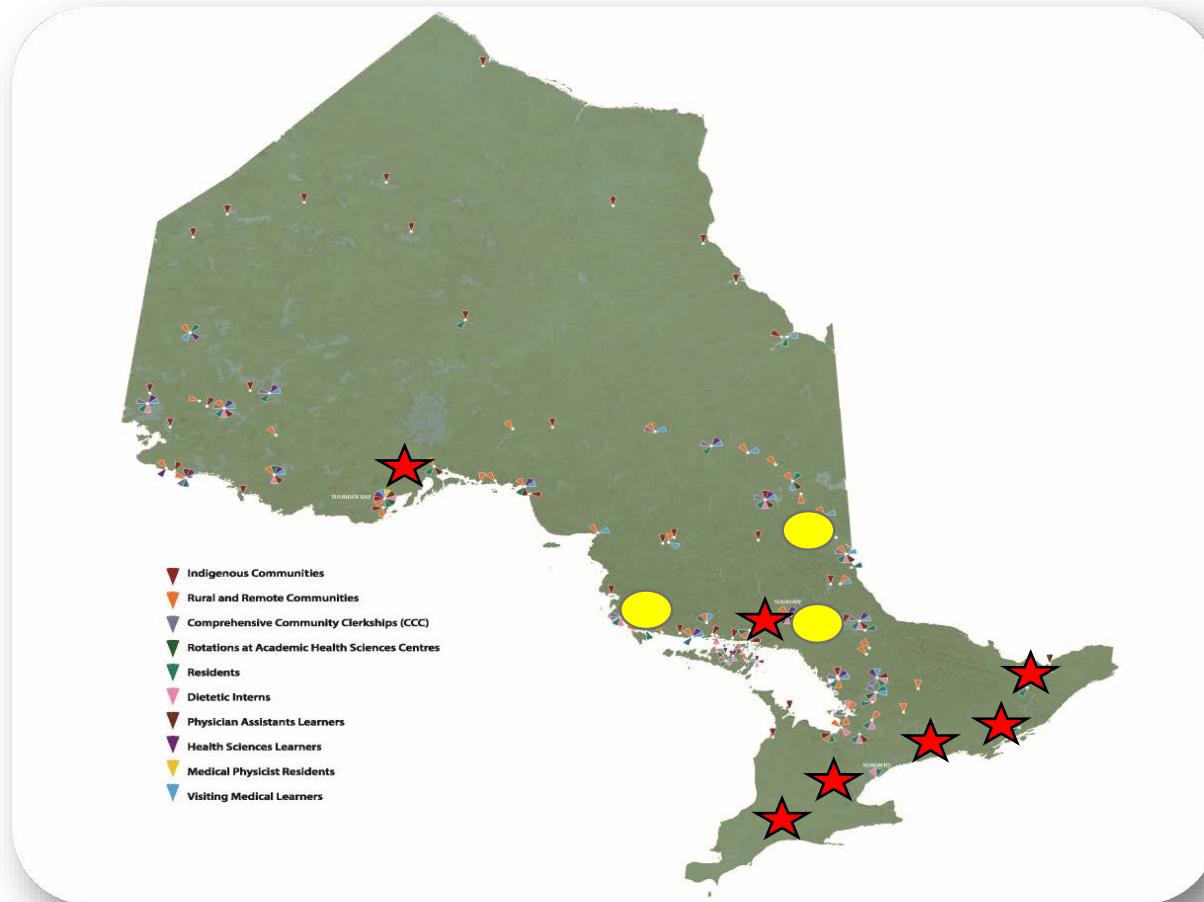 THUNDER BAY
Indigenous Communities
Rural and Remote Communities
Comprehensive Community Clerkships (CCC)
Rotations at Academic Health Sciences Centres
Residents
Dietetic Interns
Physician Assistants Learners
Health Sciences Learners
Medical Physicist Residents
Visiting Medical Learners
SUDBURY
TORONTO